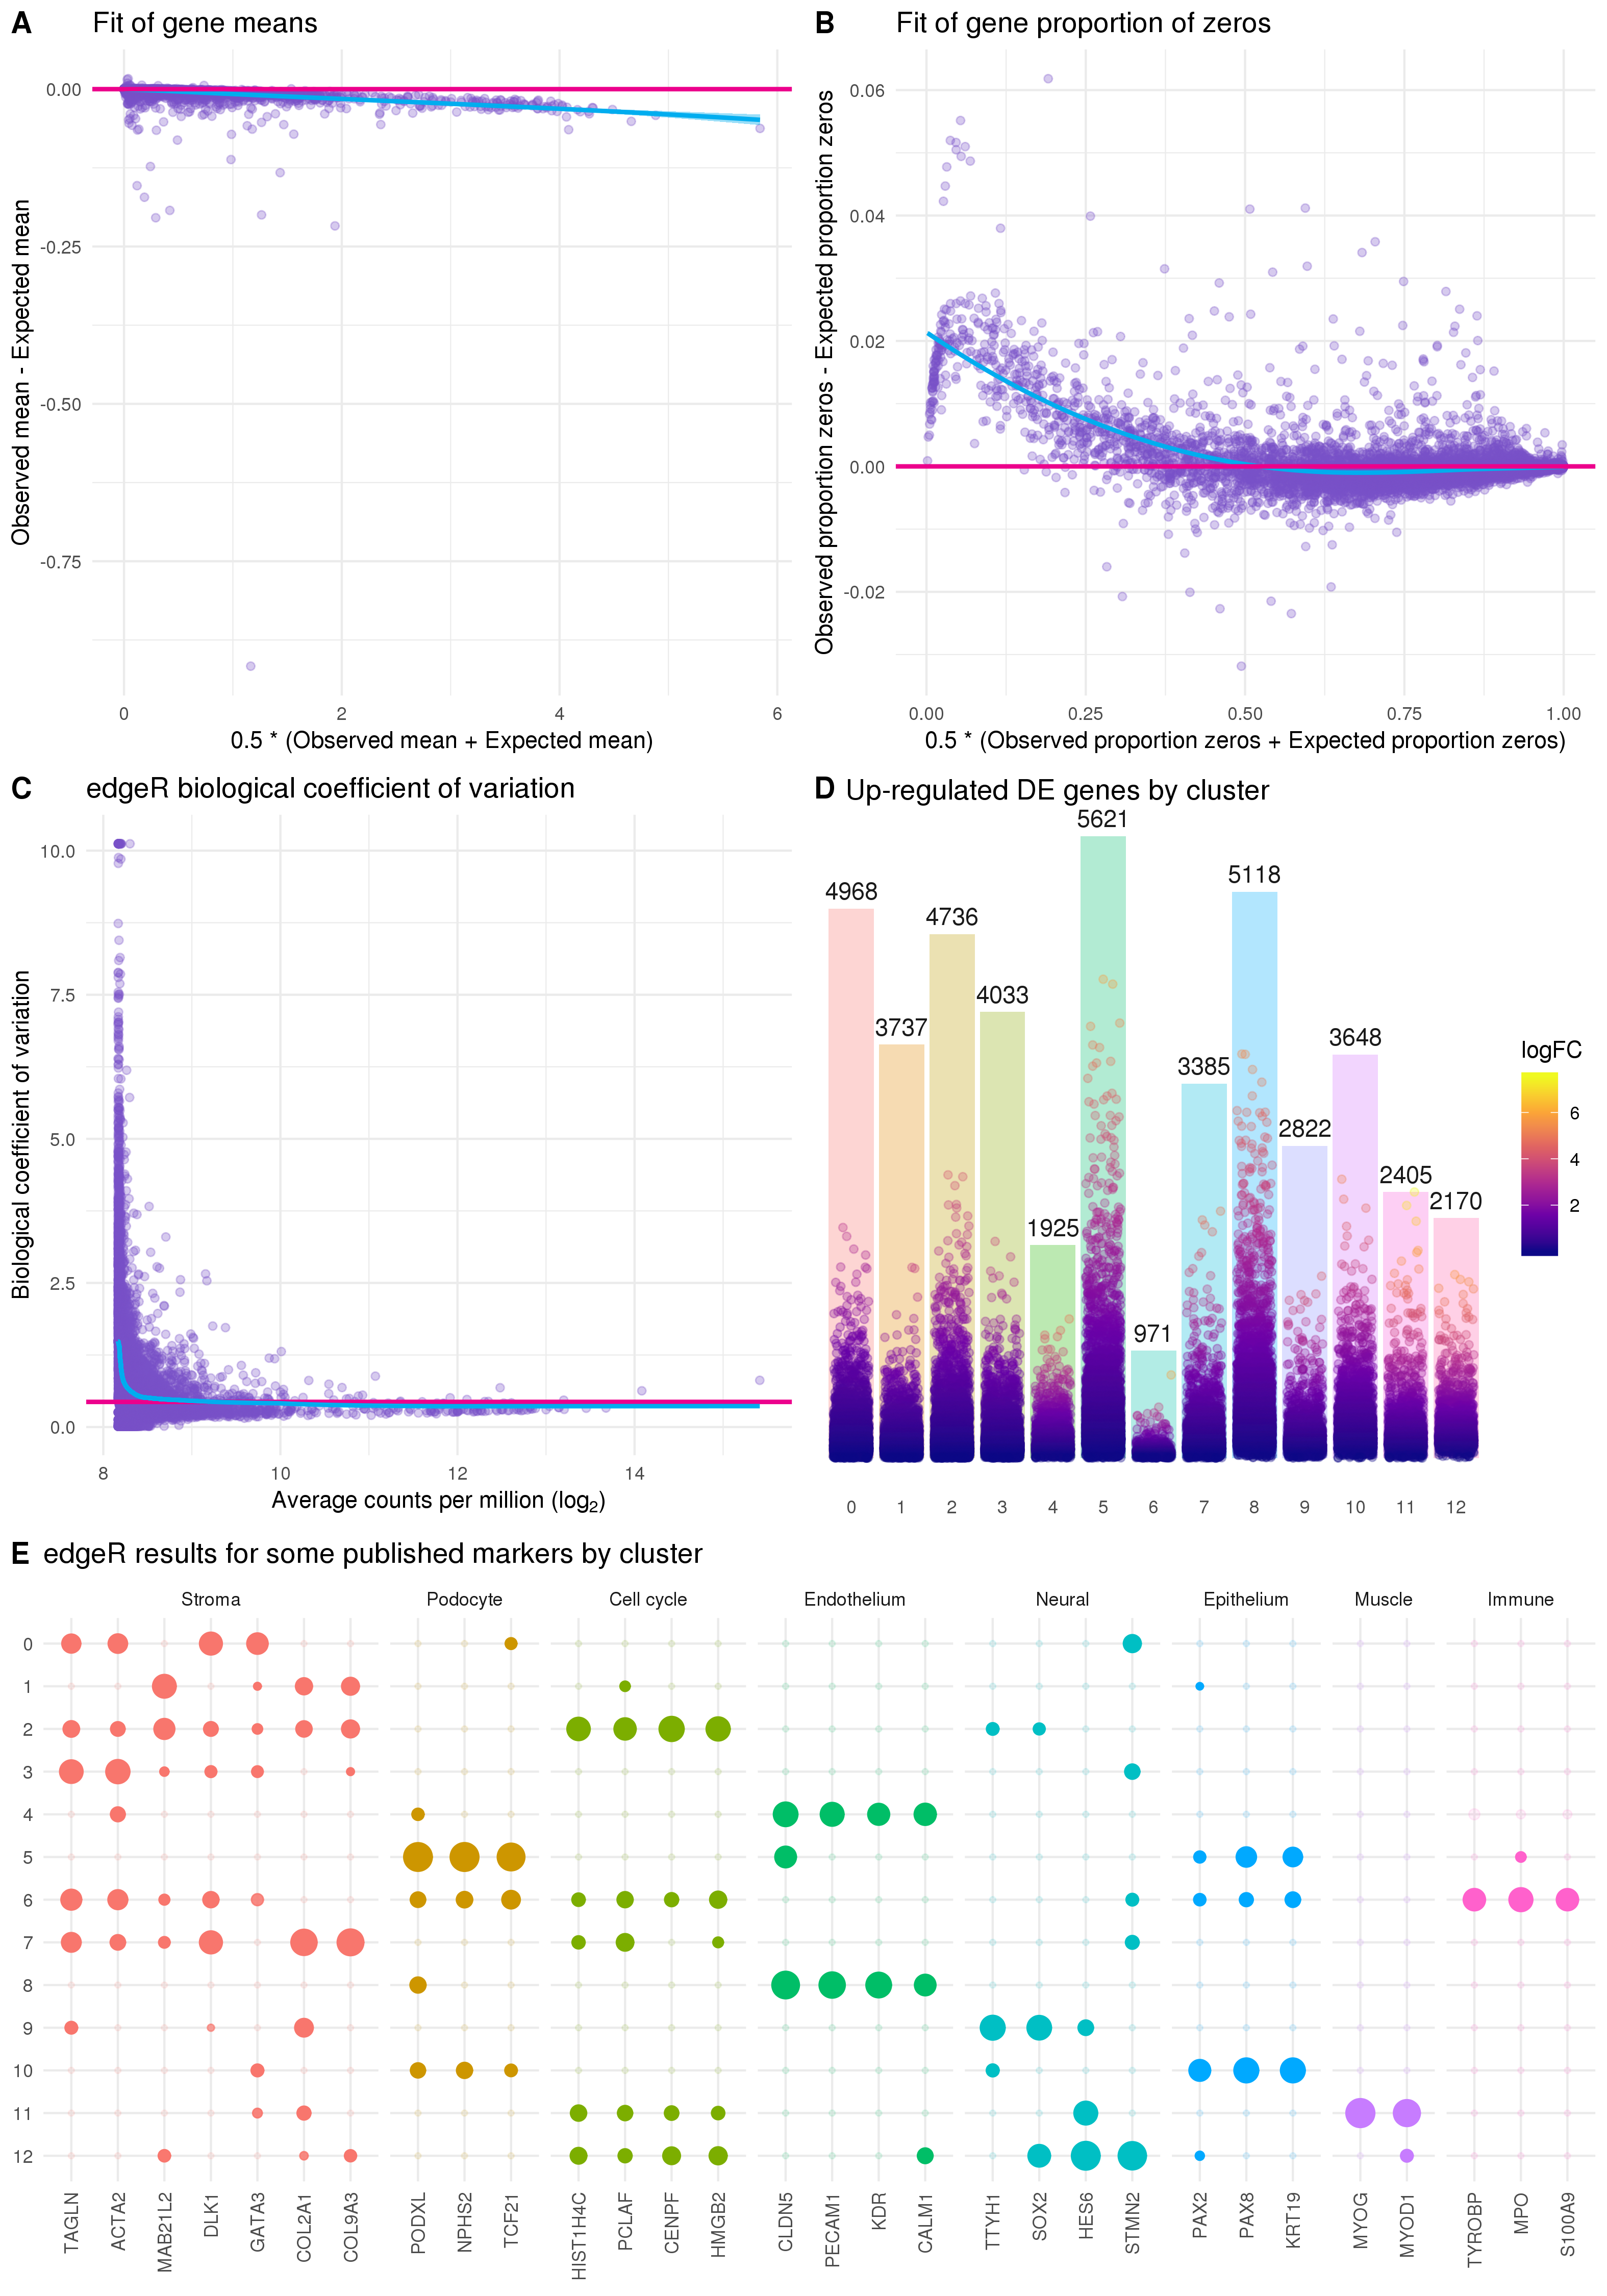 A Fit of gene means
Observed mean - Expected mean
0.00
-0.25
-0.50
-0.75
0 2 4 6
0.5 * (Observed mean + Expected mean)
B Fit of gene proportion of zeros
Observed proportion zeros - Expected proportion zeros
0.06
0.04
0.02
0.00
-0.02
0.00 0.25 0.50 0.75 1.00
0.5 * (Observed proportion zeros + Expected proportion zeros)
C edgeR biological coefficient of variation
Biological coefficient of variation
10.0
7.5
5.0
2.5
0.0
8 10 12 14
Average counts per million (log₂)
D Up-regulated DE genes by cluster
4968 3737 4736 4033 1925 5621 971 3385 5118 2822 3648 2405 2170
0 1 2 3 4 5 6 7 8 9 10 11 12
logFC
6
4
2
E edgeR results for some published markers by cluster
Stroma Podocyte Cell cycle Endothelium Neural Epithelium Muscle Immune
0
1
2
3
4
5
6
7
8
9
10
11
12
TAGLN
ACTA2
MAB21L2
DLK1
GATA3
COL2A1
COL9A3
PODXL
NPHS2
TCF21
HIST1H4C
PCLAF
CENPF
HMGB2
CLDN5
PECAM1
KDR
CALM1
TTYH1
SOX2
HES6
STMN2
PAX2
PAX8
KRT19
MYOG
MYOD1
TYROBP
MPO
S100A9